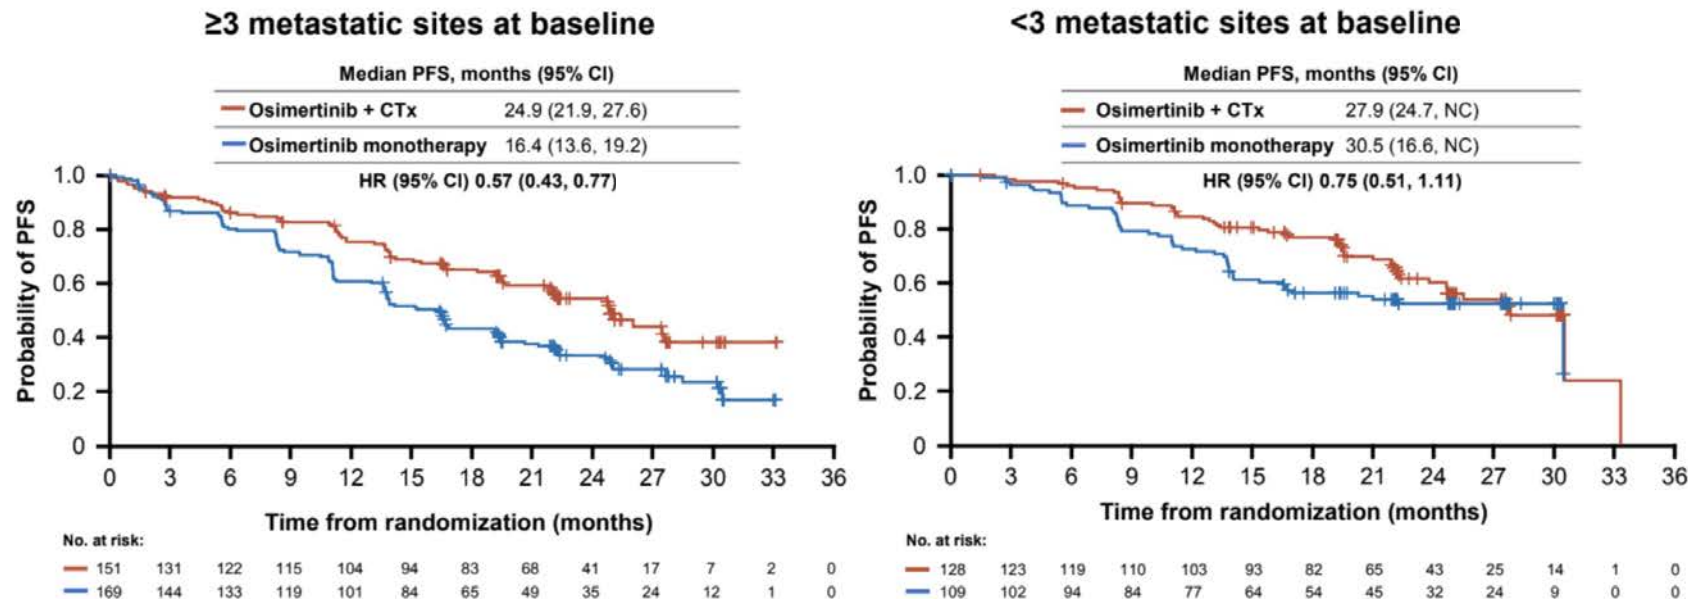 ≥3 metastatic sites at baseline
Median PFS, months (95% CI)
Osimertinib + CTx 24.9 (21.9, 27.6)
Osimertinib monotherapy 16.4 (13.6, 19.2)
HR (95% CI) 0.57 (0.43, 0.77)
Probability of PFS
1.0
0.8
0.6
0.4
0.2
0
0 3 6 9 12 15 18 21 24 27 30 33 36
Time from randomization (months)
No. at risk:
151 131 122 115 104 94 83 68 41 17 7 2 0
169 144 133 119 101 84 65 49 35 24 12 1 0
<3 metastatic sites at baseline
Median PFS, months (95% CI)
Osimertinib + CTx 27.9 (24.7, NC)
Osimertinib monotherapy 30.5 (16.6, NC)
HR (95% CI) 0.75 (0.51, 1.11)
Probability of PFS
1.0
0.8
0.6
0.4
0.2
0
0 3 6 9 12 15 18 21 24 27 30 33 36
Time from randomization (months)
No. at risk:
128 123 119 110 103 93 82 65 43 25 14 1 0
109 102 94 84 77 64 54 45 32 24 9 0 0